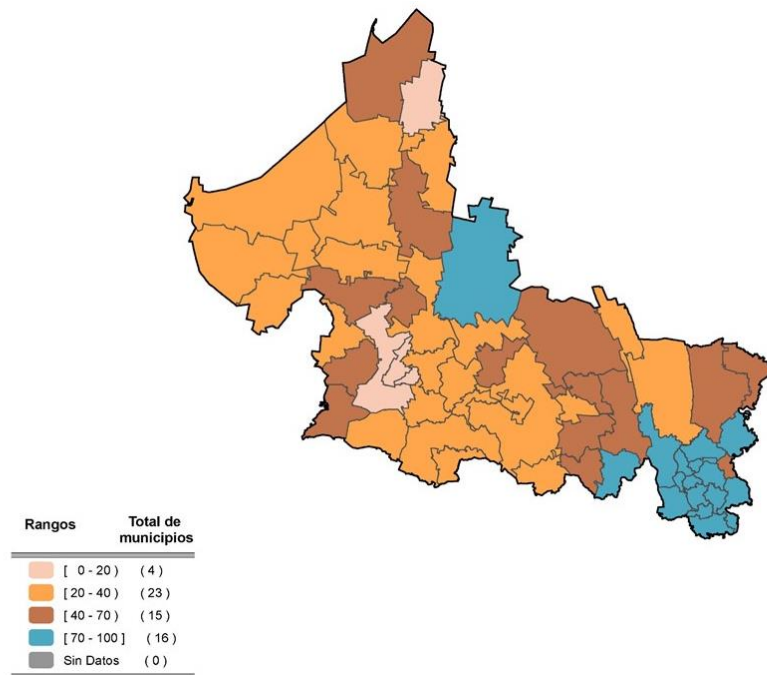 Rangos Total de municipios
[ 0 - 20 ) ( 4 )
[ 20 - 40 ) ( 23 )
[ 40 - 70 ) ( 15 )
[ 70 - 100 ] ( 16 )
Sin Datos ( 0 )